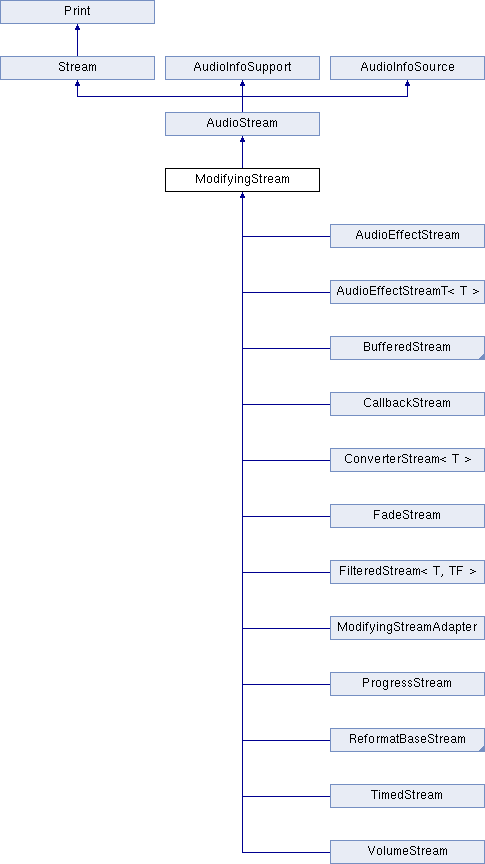 Print
Stream AudioInfoSupport AudioInfoSource
AudioStream
ModifyingStream
AudioEffectStream
AudioEffectStreamT< T >
BufferedStream
CallbackStream
ConverterStream< T >
FadeStream
FilteredStream< T, TF >
ModifyingStreamAdapter
ProgressStream
ReformatBaseStream
TimedStream
VolumeStream